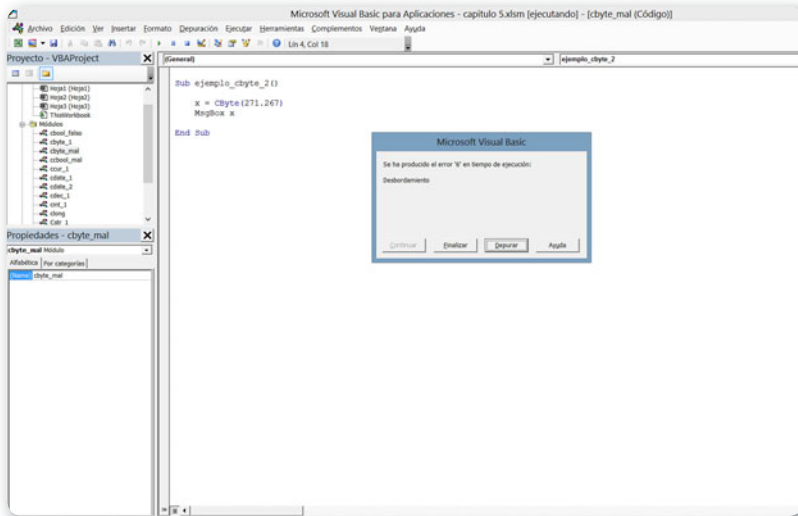 Microsoft Visual Basic para Aplicaciones - capitulo 5.xlsm [ejecutando] - [cbyte_mal (Código)]
Archivo Edición Ver Insertar Formato Depuración Ejecutar Herramientas Complementos Ventana Ayuda
Lín 4, Col 18
Proyecto - VBAProject
Hoja1 (Hoja1)
Hoja2 (Hoja2)
Hoja3 (Hoja3)
ThisWorkbook
Módulos
cbool_falso
cbyte_1
cbyte_mal
ccbool_mal
ccur_1
cdate_1
cdate_2
cdec_1
cint_1
clong
Cstr_1
Propiedades - cbyte_mal
cbyte_mal Módulo
Alfabética Por categorías
(Name) cbyte_mal
(General)
ejemplo_cbyte_2
Sub ejemplo_cbyte_2()
x = CByte(271.267)
MsgBox x
End Sub
Microsoft Visual Basic
Se ha producido el error '6' en tiempo de ejecución:
Desbordamiento
Continuar Finalizar Depurar Ayuda